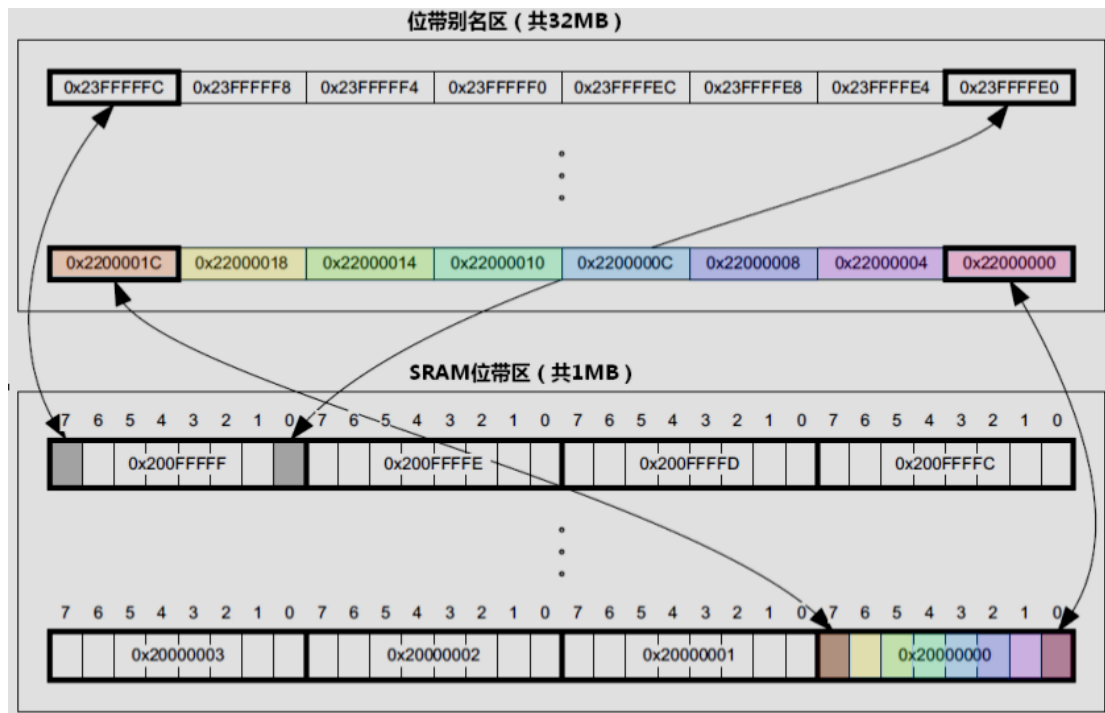 位带别名区（共32MB）
0x23FFFFFC 0x23FFFFF8 0x23FFFFF4 0x23FFFFF0 0x23FFFFEC 0x23FFFFE8 0x23FFFFE4 0x23FFFFE0
0x2200001C 0x22000018 0x22000014 0x22000010 0x2200000C 0x22000008 0x22000004 0x22000000
SRAM位带区（共1MB）
7 6 5 4 3 2 1 0 7 6 5 4 3 2 1 0 7 6 5 4 3 2 1 0 7 6 5 4 3 2 1 0
0x200FFFFF 0x200FFFFE 0x200FFFFD 0x200FFFFC
7 6 5 4 3 2 1 0 7 6 5 4 3 2 1 0 7 6 5 4 3 2 1 0 7 6 5 4 3 2 1 0
0x20000003 0x20000002 0x20000001 0x20000000